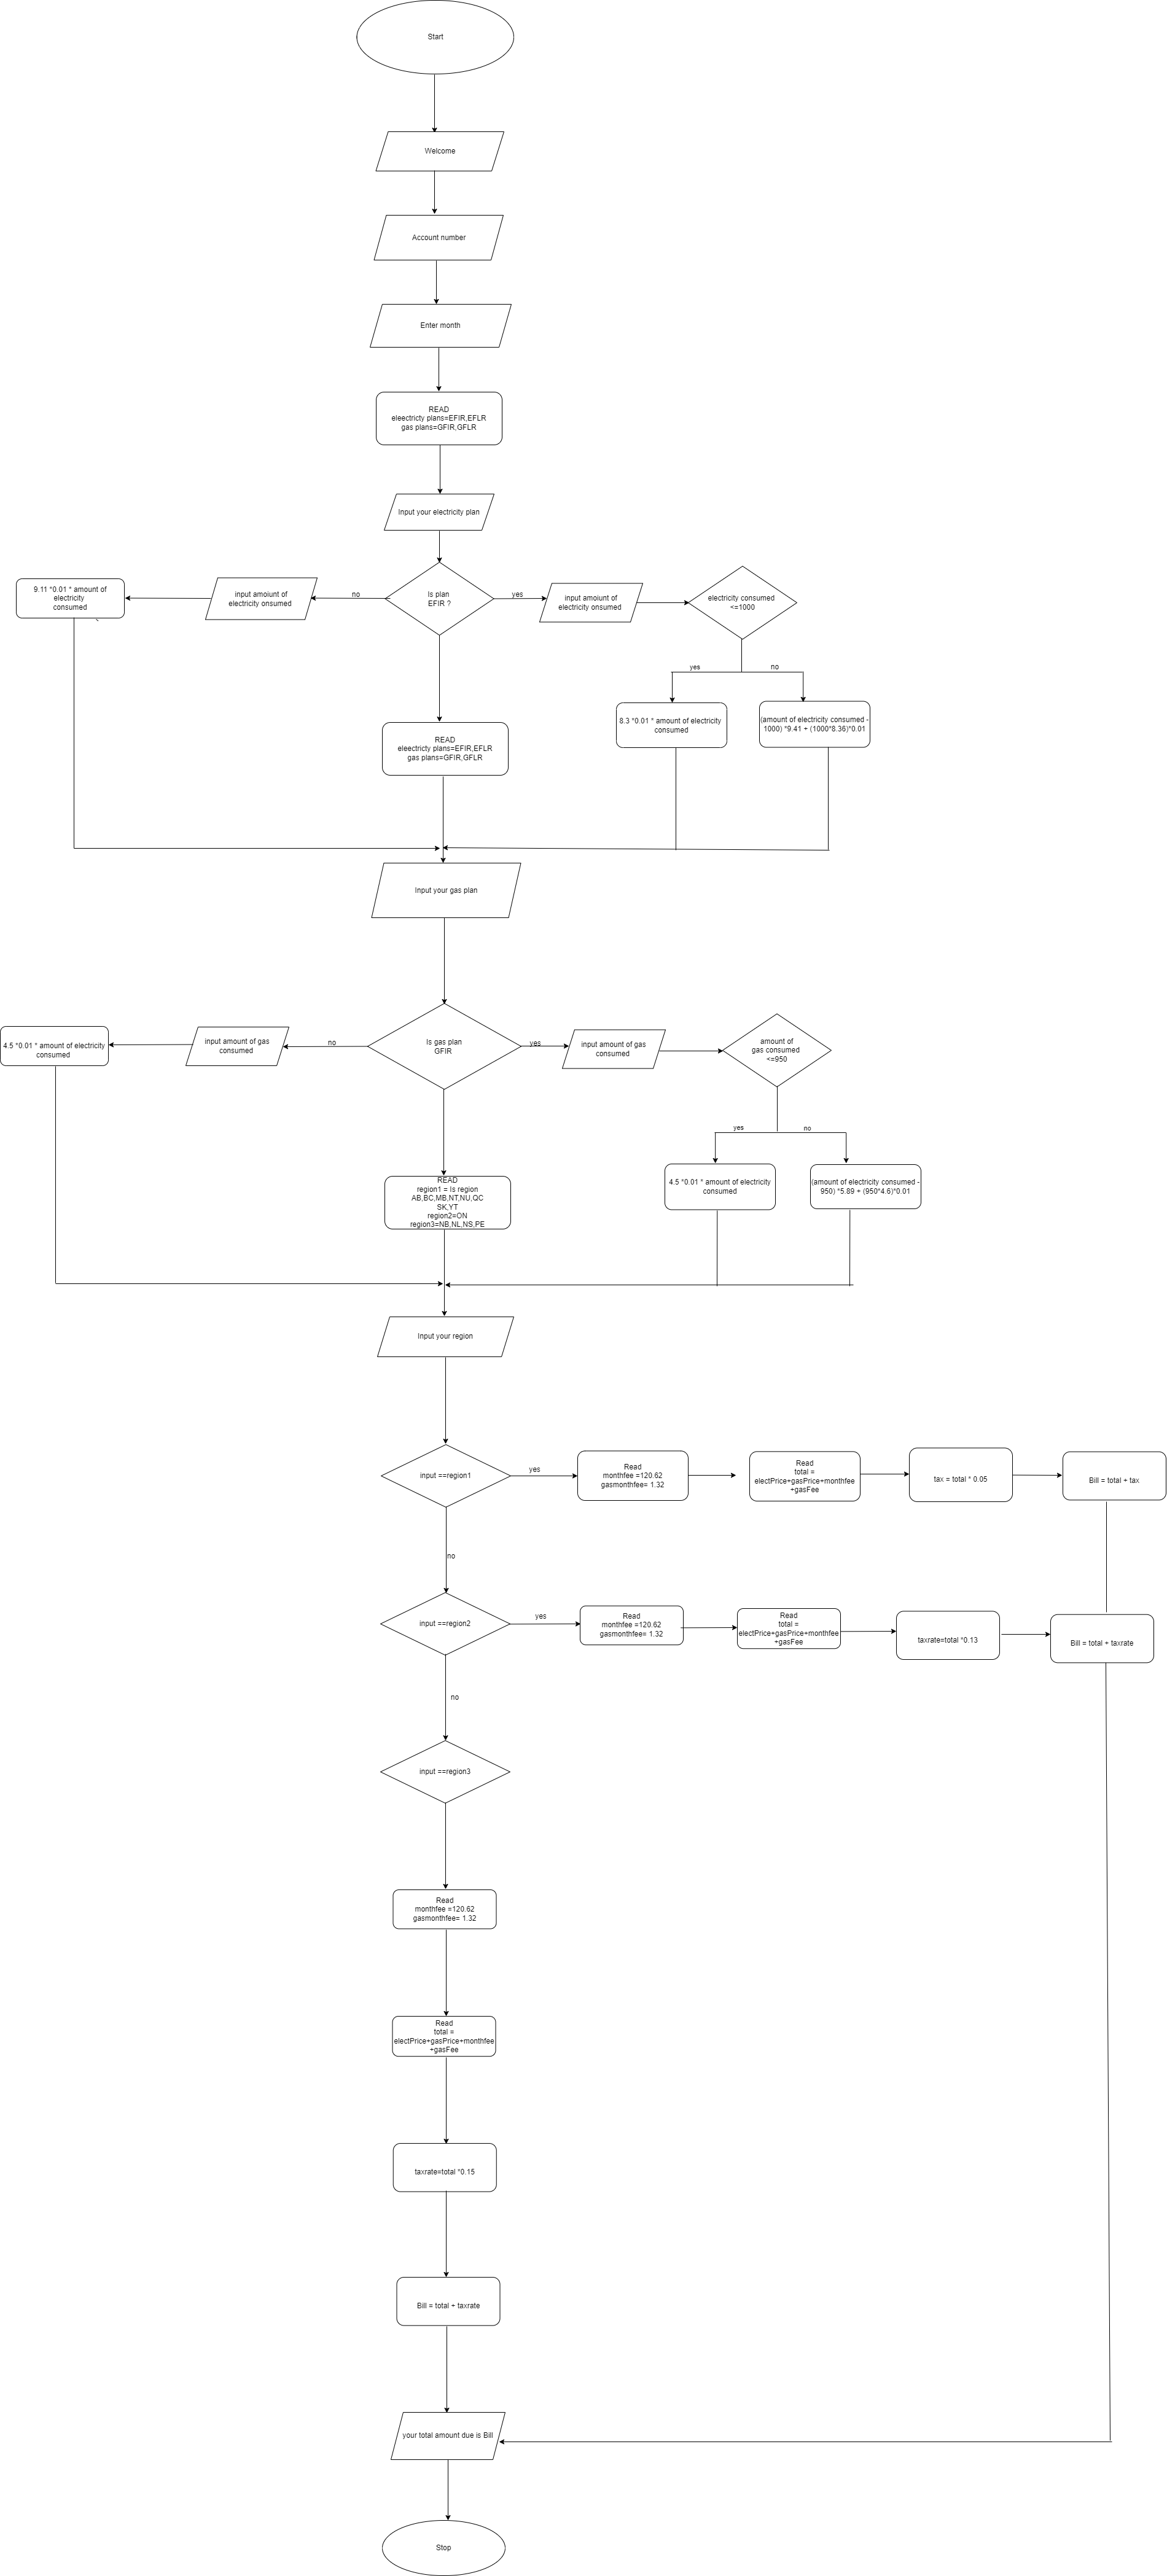 Start
Welcome
Account number
Enter month
READ
eleectricty plans=EFIR,EFLR
gas plans=GFIR,GFLR
Input your electricity plan
9.11 *0.01 * amount of
electricity
consumed
input amoiunt of
electricity onsumed
no
Is plan
EFIR ?
yes
input amoiunt of
electricity onsumed
electricity consumed
<=1000
yes
no
8.3 *0.01 * amount of electricity
consumed
(amount of electricity consumed -
1000) *9.41 + (1000*8.36)*0.01
READ
eleectricty plans=EFIR,EFLR
gas plans=GFIR,GFLR
Input your gas plan
4.5 *0.01 * amount of electricity
consumed
input amount of gas
consumed
no
Is gas plan
GFIR
yes
input amount of gas
consumed
amount of
gas consumed
<=950
yes
no
4.5 *0.01 * amount of electricity
consumed
(amount of electricity consumed -
950) *5.89 + (950*4.6)*0.01
READ
region1 = Is region
AB,BC,MB,NT,NU,QC
SK,YT
region2=ON
region3=NB,NL,NS,PE
Input your region
input ==region1
yes
Read
monthfee =120.62
gasmonthfee= 1.32
Read
total =
electPrice+gasPrice+monthfee
+gasFee
tax = total * 0.05
Bill = total + tax
no
input ==region2
yes
Read
monthfee =120.62
gasmonthfee= 1.32
Read
total =
electPrice+gasPrice+monthfee
+gasFee
taxrate=total *0.13
Bill = total + taxrate
no
input ==region3
Read
monthfee =120.62
gasmonthfee= 1.32
Read
total =
electPrice+gasPrice+monthfee
+gasFee
taxrate=total *0.15
Bill = total + taxrate
your total amount due is Bill
Stop